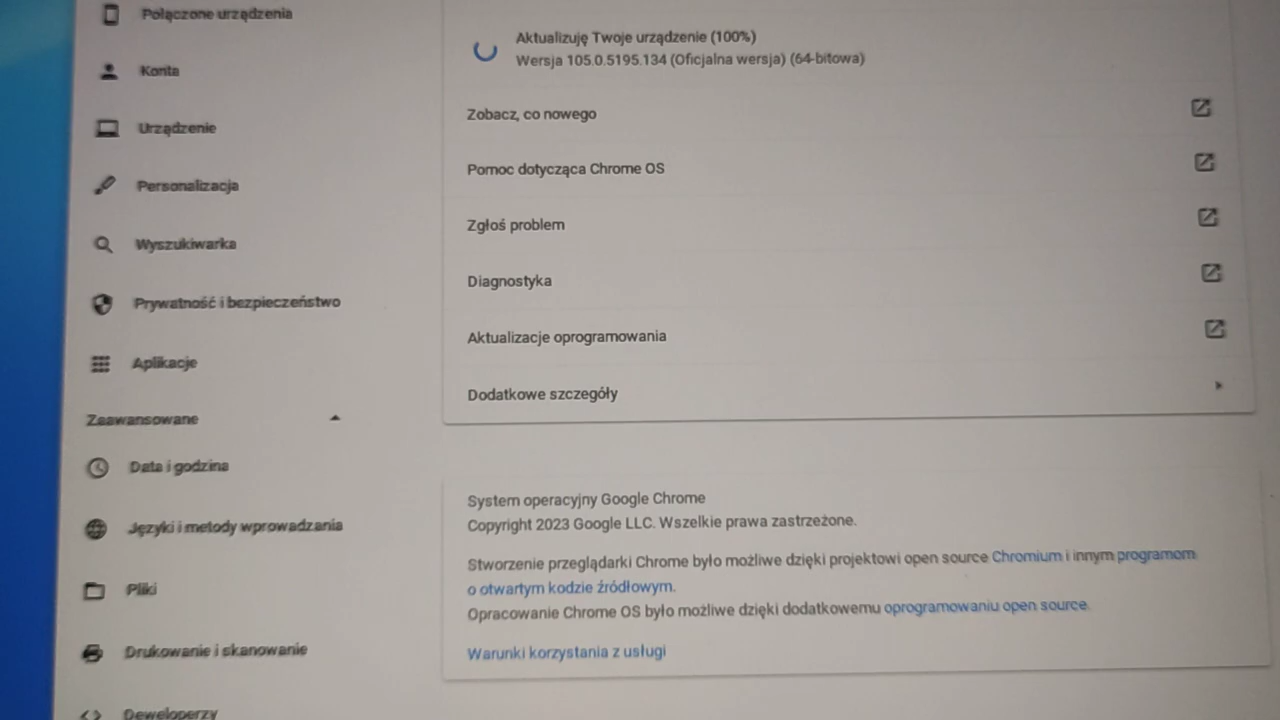 Połączone urządzenia
Konta
Urządzenie
Personalizacja
Wyszukiwarka
Prywatność i bezpieczeństwo
Aplikacje
Zaawansowane
Data i godzina
Języki i metody wprowadzania
Pliki
Drukowanie i skanowanie
Deweloperzy
Aktualizuję Twoje urządzenie (100%)
Wersja 105.0.5195.134 (Oficjalna wersja) (64-bitowa)
Zobacz, co nowego
Pomoc dotycząca Chrome OS
Zgłoś problem
Diagnostyka
Aktualizacje oprogramowania
Dodatkowe szczegóły
System operacyjny Google Chrome
Copyright 2023 Google LLC. Wszelkie prawa zastrzeżone.
Stworzenie przeglądarki Chrome było możliwe dzięki projektowi open source Chromium i innym programom
o otwartym kodzie źródłowym.
Opracowanie Chrome OS było możliwe dzięki dodatkowemu oprogramowaniu open source.
Warunki korzystania z usługi